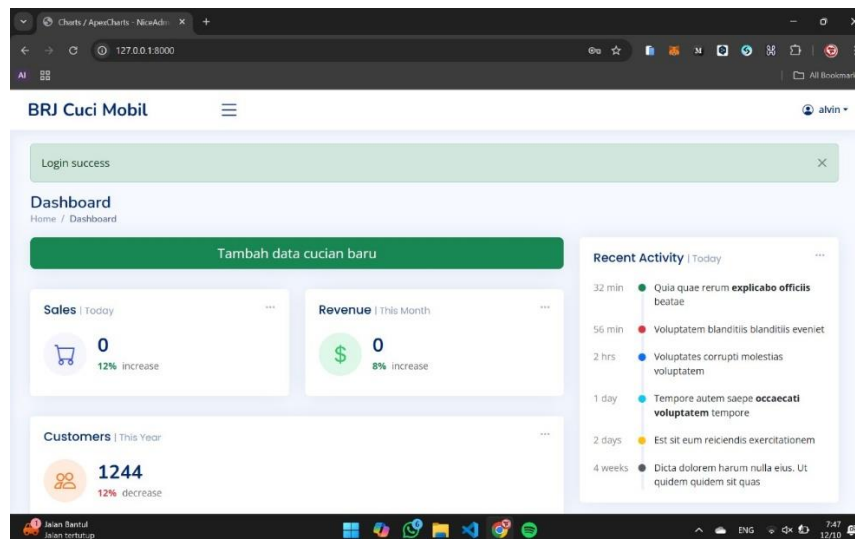 Charts / ApexCharts - NiceAdm
127.0.0.1:8000
AI
All Bookmar
BRJ Cuci Mobil
alvin
Login success
Dashboard
Home / Dashboard
Tambah data cucian baru
Sales | Today
0
12% increase
Revenue | This Month
$
0
8% increase
Customers | This Year
1244
12% decrease
Recent Activity | Today
32 min Quia quae rerum explicabo officiis
beatae
56 min Voluptatem blanditiis blanditiis eveniet
2 hrs Voluptates corrupti molestias
voluptatem
1 day Tempore autem saepe occaecati
voluptatem tempore
2 days Est sit eum reiciendis exercitationem
4 weeks Dicta dolorem harum nulla eius. Ut
quidem quidem sit quas
1
Jalan Bantul
Jalan tertutup
ENG
7:47
12/10